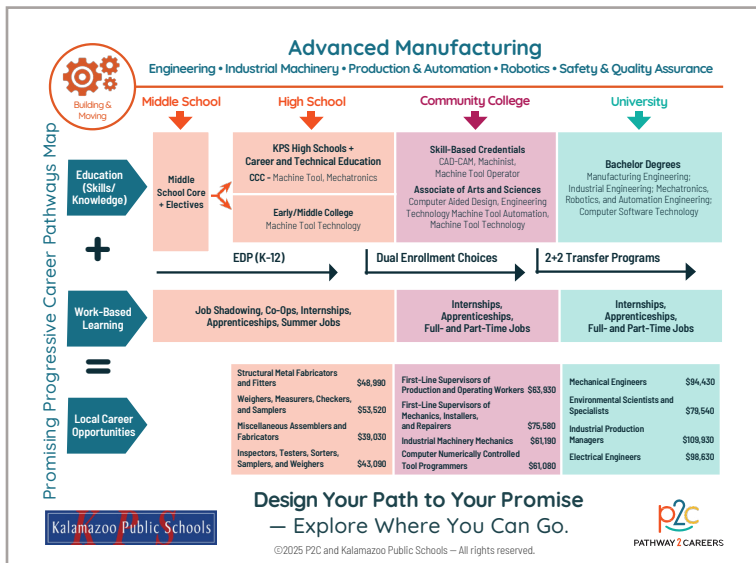 Advanced Manufacturing
Engineering • Industrial Machinery • Production & Automation • Robotics • Safety & Quality Assurance
Building &
Moving
Promising Progressive Career Pathways Map
Middle School
High School
Community College
University
Education
(Skills/
Knowledge)
Middle
School Core
+ Electives
KPS High Schools +
Career and Technical Education
CCC - Machine Tool, Mechatronics
Early/Middle College
Machine Tool Technology
Skill-Based Credentials
CAD-CAM, Machinist,
Machine Tool Operator
Associate of Arts and Sciences
Computer Aided Design, Engineering
Technology Machine Tool Automation,
Machine Tool Technology
Bachelor Degrees
Manufacturing Engineering;
Industrial Engineering; Mechatronics,
Robotics, and Automation Engineering;
Computer Software Technology
+
EDP (K-12)
Dual Enrollment Choices
2+2 Transfer Programs
Work-Based
Learning
Job Shadowing, Co-Ops, Internships,
Apprenticeships, Summer Jobs
Internships,
Apprenticeships,
Full- and Part-Time Jobs
Internships,
Apprenticeships,
Full- and Part-Time Jobs
=
Local Career
Opportunities
Structural Metal Fabricators
and Fitters $48,990
Weighers, Measurers, Checkers,
and Samplers $53,520
Miscellaneous Assemblers and
Fabricators $39,030
Inspectors, Testers, Sorters,
Samplers, and Weighers $43,090
First-Line Supervisors of
Production and Operating Workers $63,930
First-Line Supervisors of
Mechanics, Installers,
and Repairers $75,580
Industrial Machinery Mechanics $61,190
Computer Numerically Controlled
Tool Programmers $61,080
Mechanical Engineers $94,430
Environmental Scientists and
Specialists $79,540
Industrial Production
Managers $109,930
Electrical Engineers $98,630
KPS
Kalamazoo Public Schools
Design Your Path to Your Promise
— Explore Where You Can Go.
©2025 P2C and Kalamazoo Public Schools — All rights reserved.
p2c
PATHWAY2CAREERS